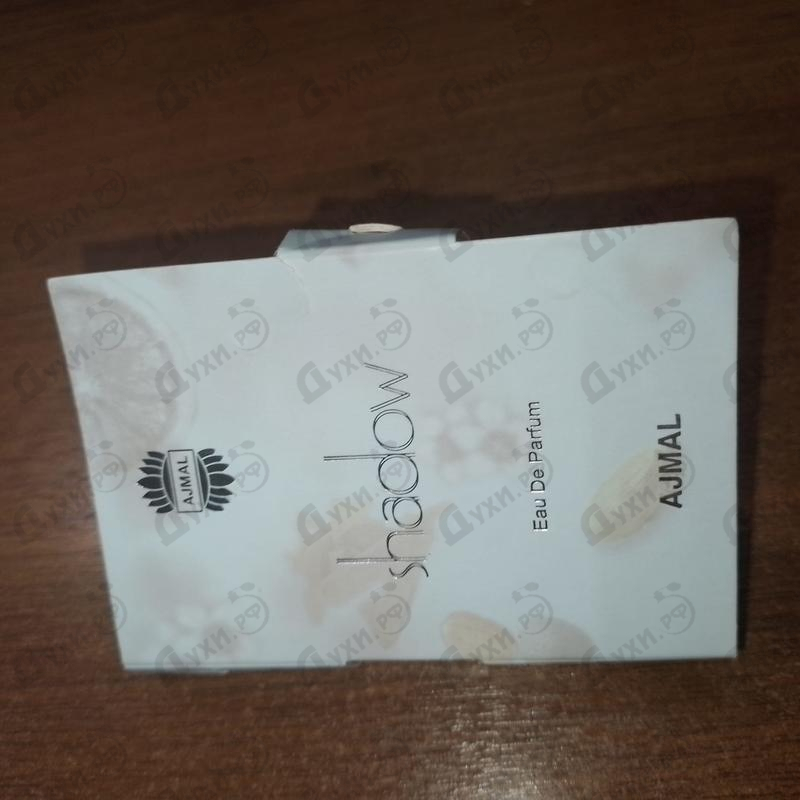 AJMAL
shadow
Eau De Parfum
AJMAL
Духи.РФ